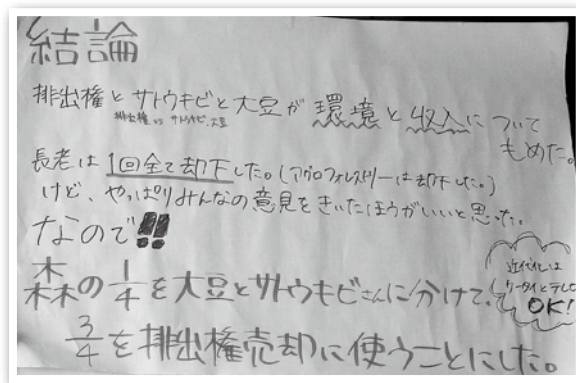 結論
排出権とサトウキビと大豆が環境と収入について
排出権 vs サトウキビ、大豆
もめた。
長老は1回全て却下した。(アグロフォレストリーは却下した。)
けど、やっぱりみんなの意見をきいたほうがいいと思った。
なので!!
森の1/4を大豆とサトウキビさんに分けて、
3/4を排出権売却に使うことにした。
近代化は
ケータイとテレビ
OK!